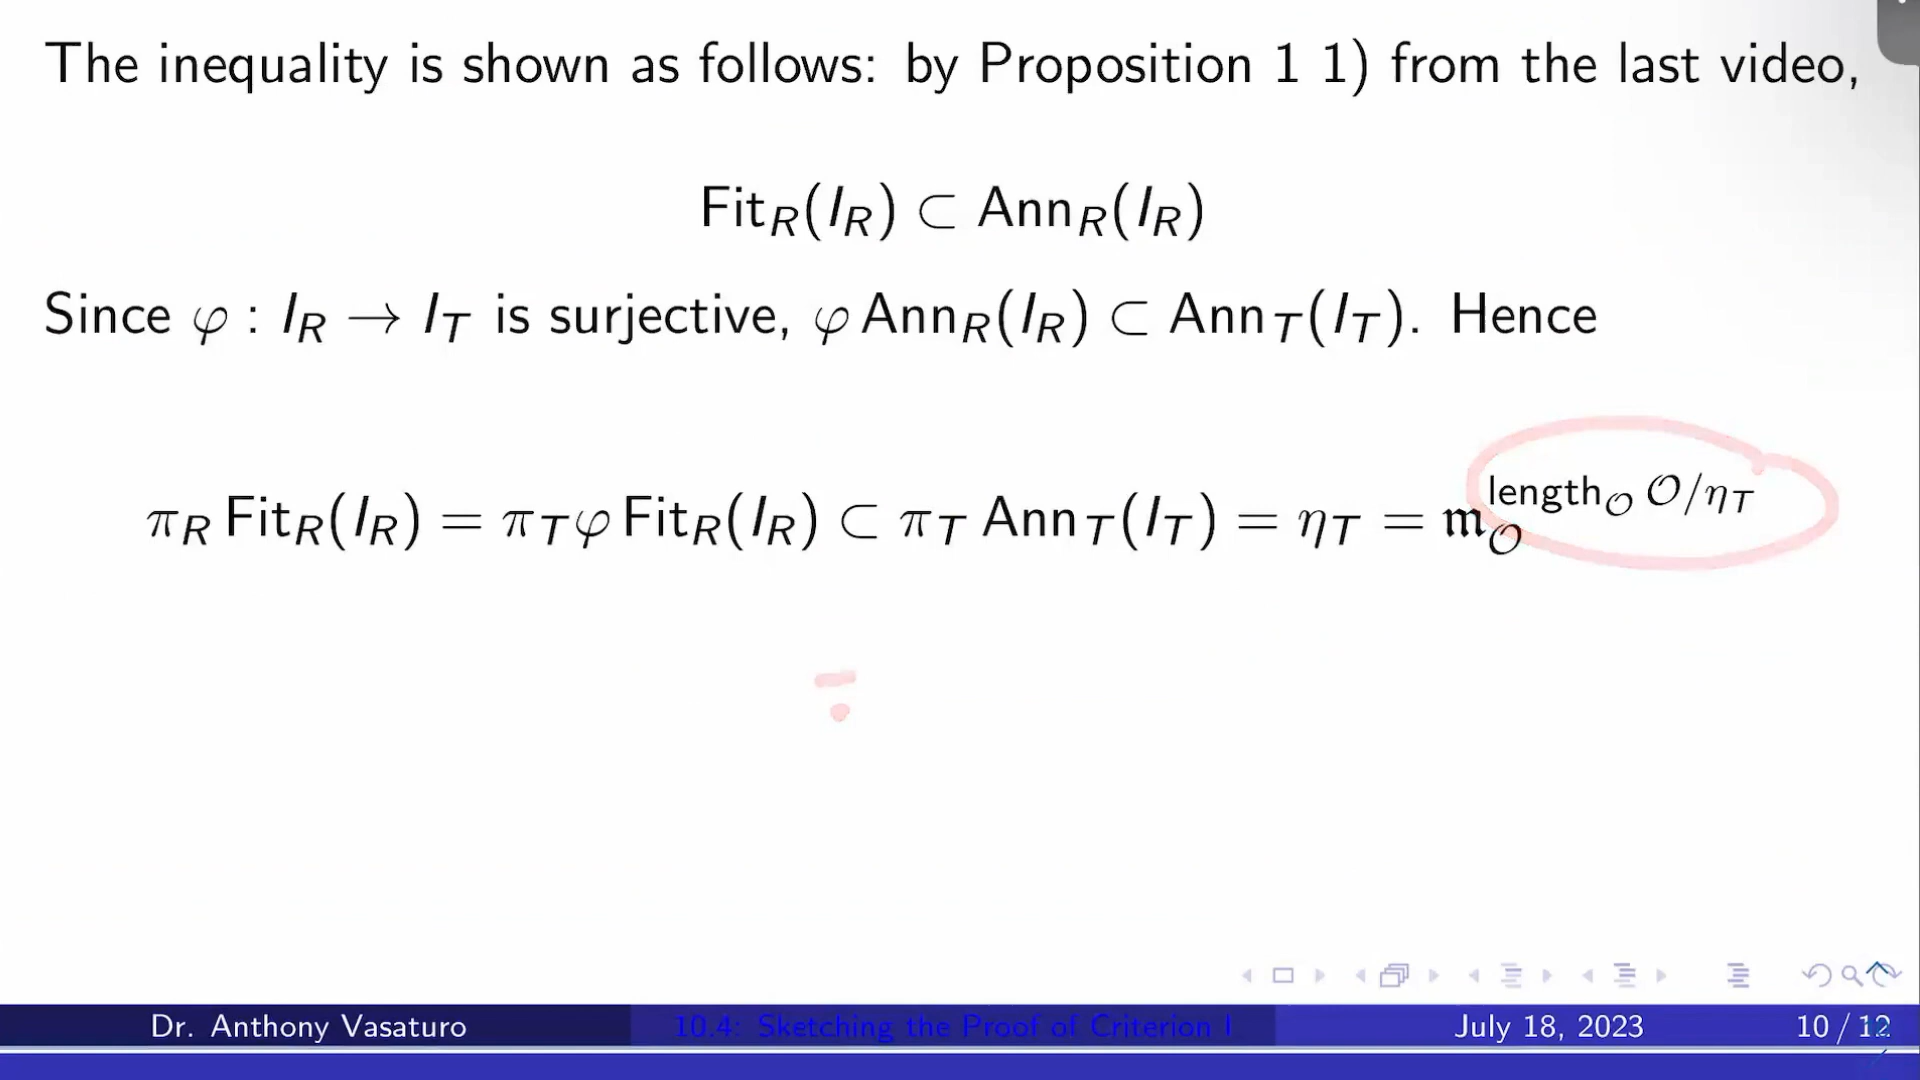 The inequality is shown as follows: by Proposition 1 1) from the last video,
Fit_R(I_R) ⊂ Ann_R(I_R)
Since φ : I_R → I_T is surjective, φ Ann_R(I_R) ⊂ Ann_T(I_T). Hence
π_R Fit_R(I_R) = π_T φ Fit_R(I_R) ⊂ π_T Ann_T(I_T) = η_T = 𝔪_𝒪^{length_𝒪 𝒪/η_T}
Dr. Anthony Vasaturo 10.4: Sketching the Proof of Criterion I July 18, 2023 10 / 12